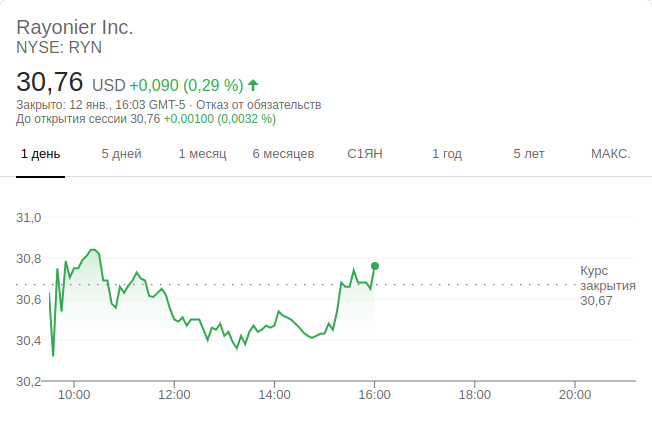 Rayonier Inc.
NYSE: RYN
30,76 USD +0,090 (0,29 %)
Закрыто: 12 янв., 16:03 GMT-5 · Отказ от обязательств
До открытия сессии 30,76 +0,00100 (0,0032 %)
1 день 5 дней 1 месяц 6 месяцев С1ЯН 1 год 5 лет МАКС.
31,0
30,8
Курс
закрытия
30,67
30,6
30,4
30,2
10:00 12:00 14:00 16:00 18:00 20:00